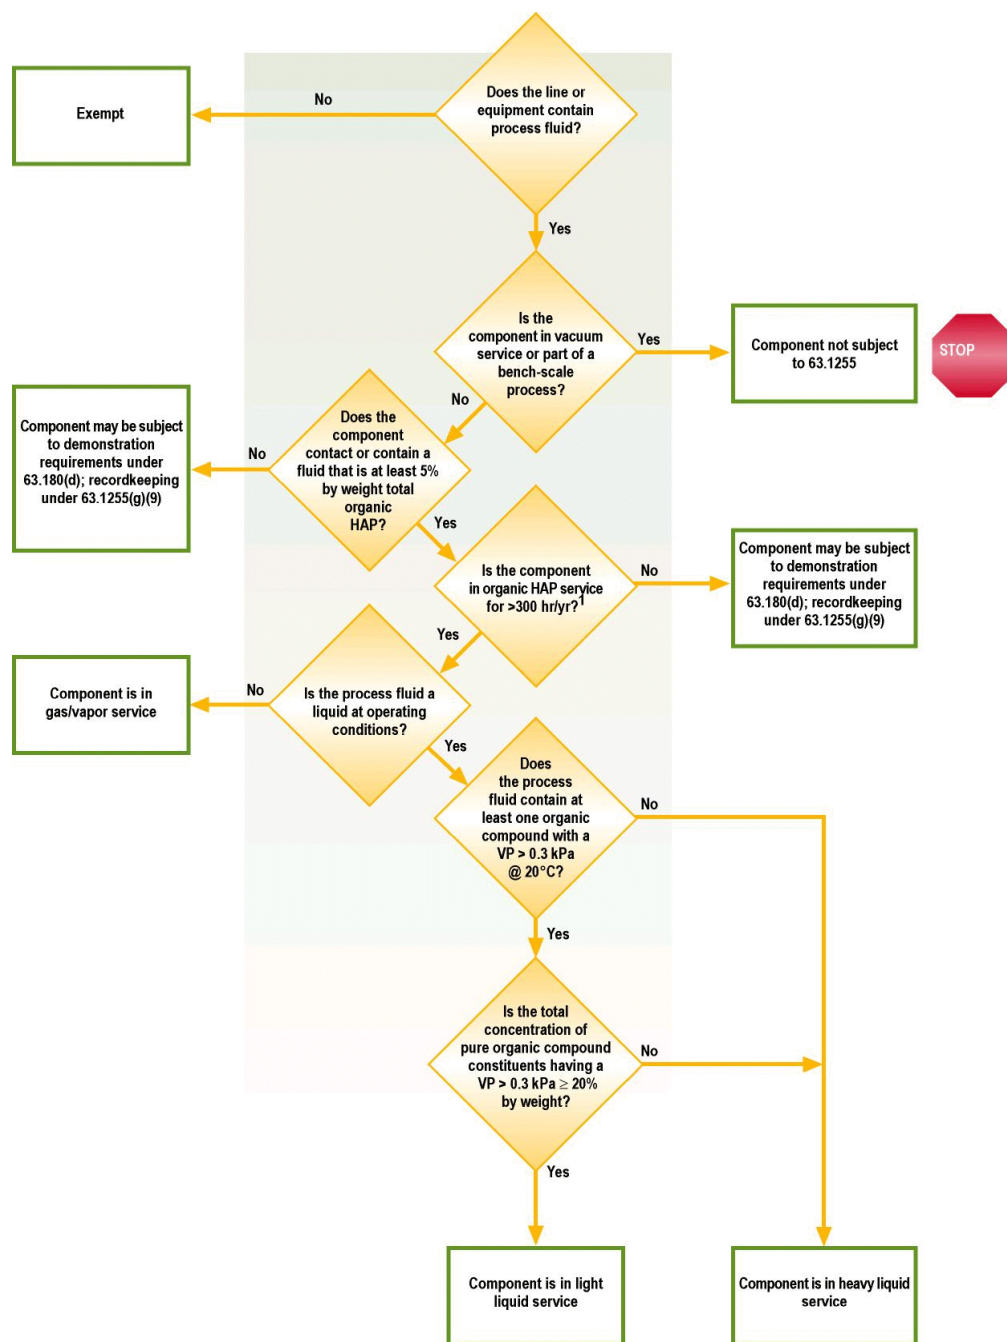 Does the line or
equipment contain
process fluid?
No
Exempt
Yes
Is the
component in vacuum
service or part of a
bench-scale
process?
Yes
Component not subject
to 63.1255
STOP
No
Does the
component
contact or contain a
fluid that is at least 5%
by weight total
organic
HAP?
No
Component may be subject
to demonstration
requirements under
63.180(d); recordkeeping
under 63.1255(g)(9)
Yes
Is the component
in organic HAP service
for >300 hr/yr?1
No
Component may be subject
to demonstration
requirements under
63.180(d); recordkeeping
under 63.1255(g)(9)
Yes
Is the process fluid a
liquid at operating
conditions?
No
Component is in
gas/vapor service
Yes
Does
the process
fluid contain at
least one organic
compound with a
VP > 0.3 kPa
@ 20°C?
No
Yes
Is the total
concentration of
pure organic compound
constituents having a
VP > 0.3 kPa ≥ 20%
by weight?
No
Yes
Component is in light
liquid service
Component is in heavy liquid
service